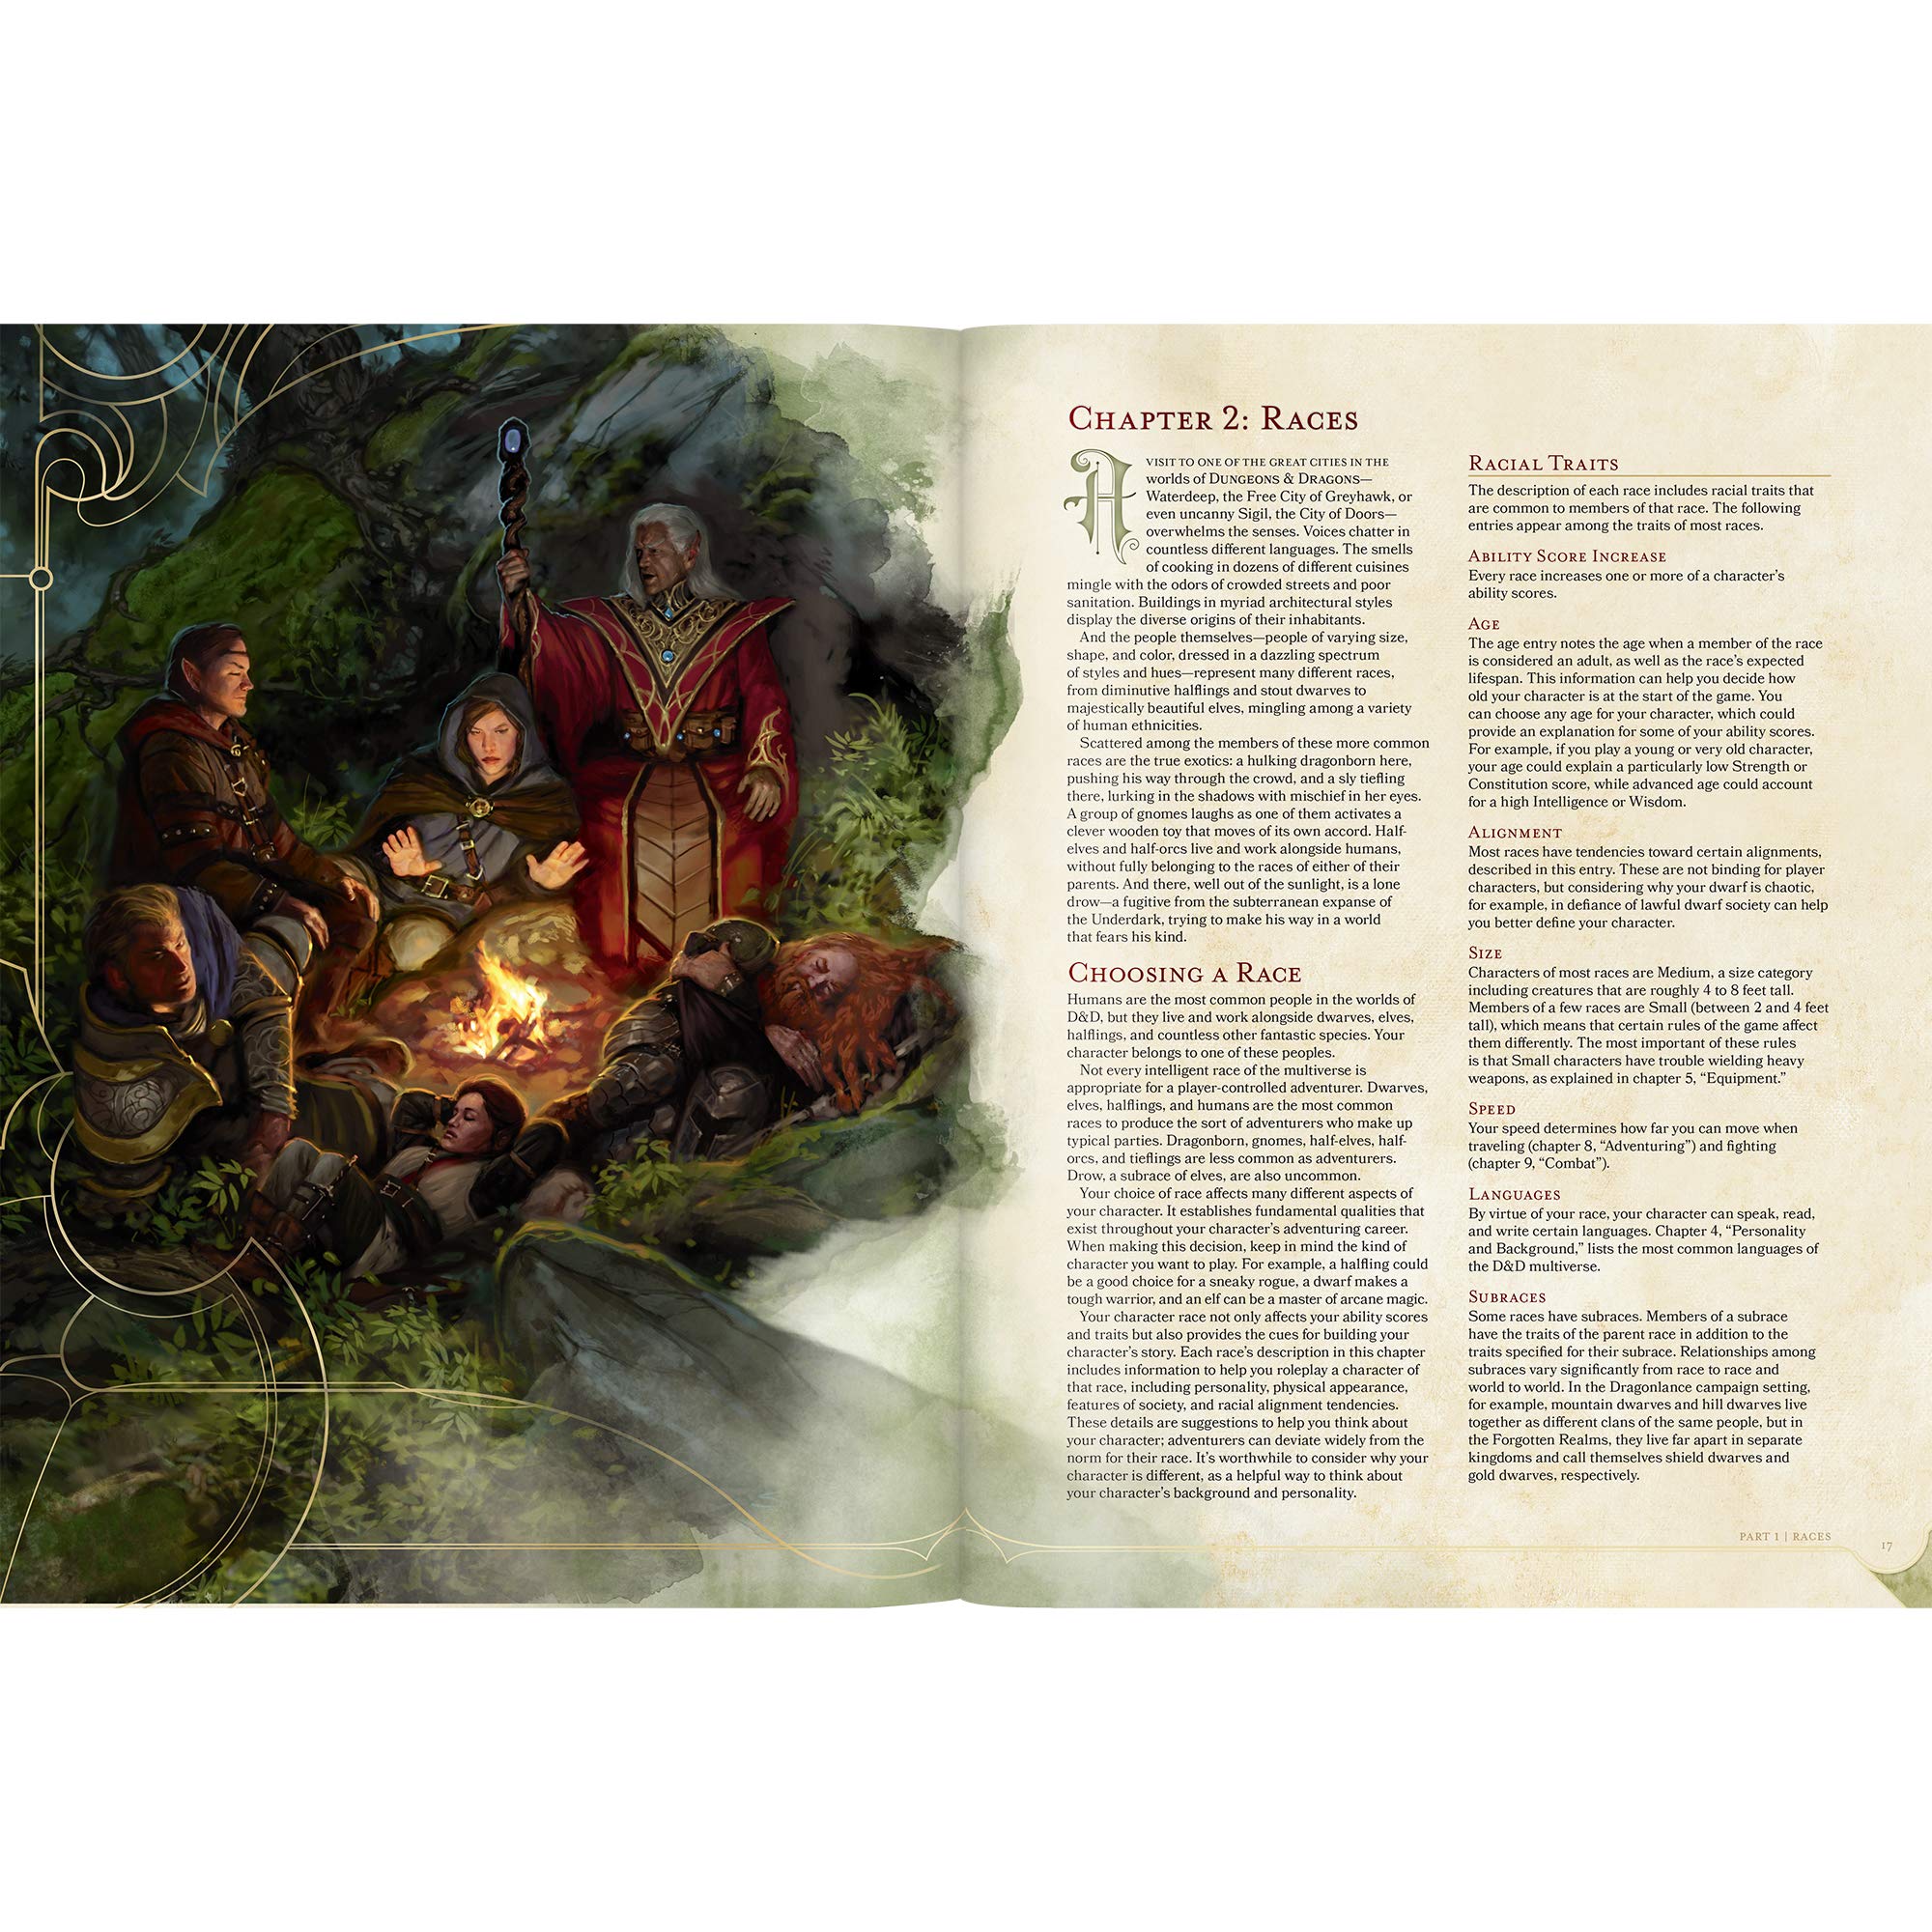 Chapter 2: Races
A VISIT TO ONE OF THE GREAT CITIES IN THE
worlds of DUNGEONS & DRAGONS—
Waterdeep, the Free City of Greyhawk, or
even uncanny Sigil, the City of Doors—
overwhelms the senses. Voices chatter in
countless different languages. The smells
of cooking in dozens of different cuisines
mingle with the odors of crowded streets and poor
sanitation. Buildings in myriad architectural styles
display the diverse origins of their inhabitants.
And the people themselves—people of varying size,
shape, and color, dressed in a dazzling spectrum
of styles and hues—represent many different races,
from diminutive halflings and stout dwarves to
majestically beautiful elves, mingling among a variety
of human ethnicities.
Scattered among the members of these more common
races are the true exotics: a hulking dragonborn here,
pushing his way through the crowd, and a sly tiefling
there, lurking in the shadows with mischief in her eyes.
A group of gnomes laughs as one of them activates a
clever wooden toy that moves of its own accord. Half-
elves and half-orcs live and work alongside humans,
without fully belonging to the races of either of their
parents. And there, well out of the sunlight, is a lone
drow—a fugitive from the subterranean expanse of
the Underdark, trying to make his way in a world
that fears his kind.
Choosing a Race
Humans are the most common people in the worlds of
D&D, but they live and work alongside dwarves, elves,
halflings, and countless other fantastic species. Your
character belongs to one of these peoples.
Not every intelligent race of the multiverse is
appropriate for a player-controlled adventurer. Dwarves,
elves, halflings, and humans are the most common
races to produce the sort of adventurers who make up
typical parties. Dragonborn, gnomes, half-elves, half-
orcs, and tieflings are less common as adventurers.
Drow, a subrace of elves, are also uncommon.
Your choice of race affects many different aspects of
your character. It establishes fundamental qualities that
exist throughout your character's adventuring career.
When making this decision, keep in mind the kind of
character you want to play. For example, a halfling could
be a good choice for a sneaky rogue, a dwarf makes a
tough warrior, and an elf can be a master of arcane magic.
Your character race not only affects your ability scores
and traits but also provides the cues for building your
character's story. Each race's description in this chapter
includes information to help you roleplay a character of
that race, including personality, physical appearance,
features of society, and racial alignment tendencies.
These details are suggestions to help you think about
your character; adventurers can deviate widely from the
norm for their race. It's worthwhile to consider why your
character is different, as a helpful way to think about
your character's background and personality.
Racial Traits
The description of each race includes racial traits that
are common to members of that race. The following
entries appear among the traits of most races.
Ability Score Increase
Every race increases one or more of a character's
ability scores.
Age
The age entry notes the age when a member of the race
is considered an adult, as well as the race's expected
lifespan. This information can help you decide how
old your character is at the start of the game. You
can choose any age for your character, which could
provide an explanation for some of your ability scores.
For example, if you play a young or very old character,
your age could explain a particularly low Strength or
Constitution score, while advanced age could account
for a high Intelligence or Wisdom.
Alignment
Most races have tendencies toward certain alignments,
described in this entry. These are not binding for player
characters, but considering why your dwarf is chaotic,
for example, in defiance of lawful dwarf society can help
you better define your character.
Size
Characters of most races are Medium, a size category
including creatures that are roughly 4 to 8 feet tall.
Members of a few races are Small (between 2 and 4 feet
tall), which means that certain rules of the game affect
them differently. The most important of these rules
is that Small characters have trouble wielding heavy
weapons, as explained in chapter 5, “Equipment.”
Speed
Your speed determines how far you can move when
traveling (chapter 8, “Adventuring”) and fighting
(chapter 9, “Combat”).
Languages
By virtue of your race, your character can speak, read,
and write certain languages. Chapter 4, “Personality
and Background,” lists the most common languages of
the D&D multiverse.
Subraces
Some races have subraces. Members of a subrace
have the traits of the parent race in addition to the
traits specified for their subrace. Relationships among
subraces vary significantly from race to race and
world to world. In the Dragonlance campaign setting,
for example, mountain dwarves and hill dwarves live
together as different clans of the same people, but in
the Forgotten Realms, they live far apart in separate
kingdoms and call themselves shield dwarves and
gold dwarves, respectively.
PART 1 | RACES
17